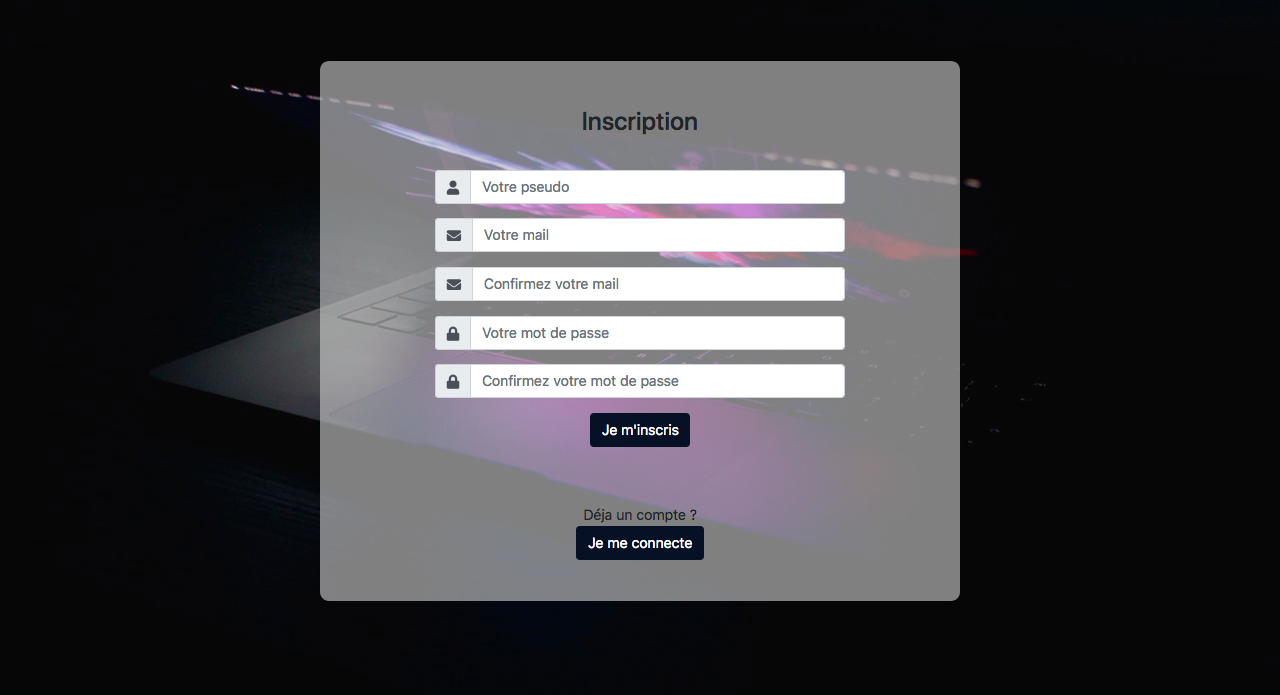 Inscription
Votre pseudo
Votre mail
Confirmez votre mail
Votre mot de passe
Confirmez votre mot de passe
Je m'inscris
Déja un compte ?
Je me connecte